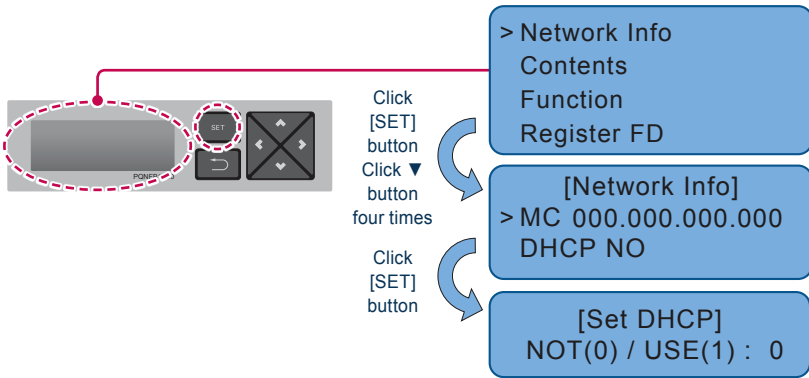 > Network Info
Contents
Function
Register FD
SET
Click
[SET]
button
Click ▼
button
four times
[Network Info]
> MC 000.000.000.000
DHCP NO
Click
[SET]
button
[Set DHCP]
NOT(0) / USE(1) : 0